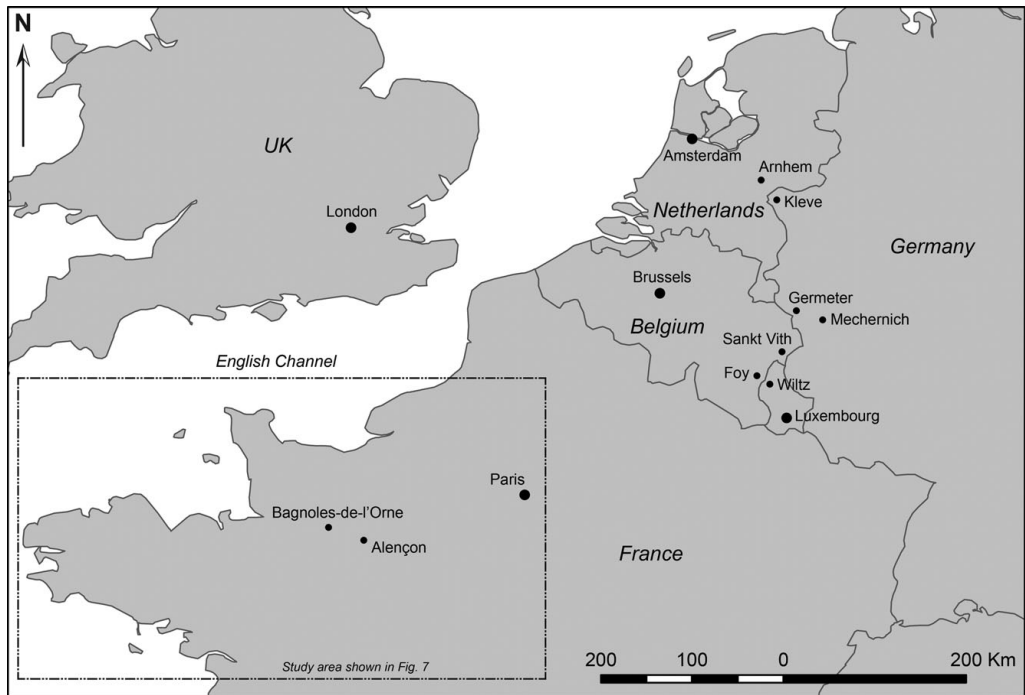 N
UK
Amsterdam
Arnhem
Kleve
London
Netherlands
Germany
Brussels
Germeter
Belgium
Mechernich
Sankt Vith
English Channel
Foy
Wiltz
Luxembourg
Paris
Bagnoles-de-l'Orne
Alençon
France
Study area shown in Fig. 7
200 100 0 200 Km